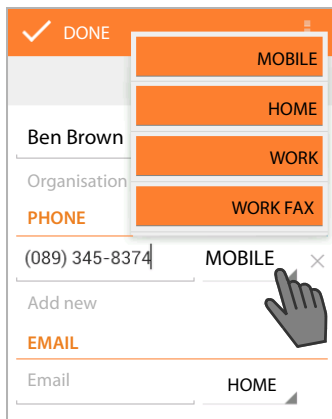 DONE
MOBILE
HOME
WORK
WORK FAX
Ben Brown
Organisation
PHONE
(089) 345-8374 MOBILE
Add new
EMAIL
Email HOME